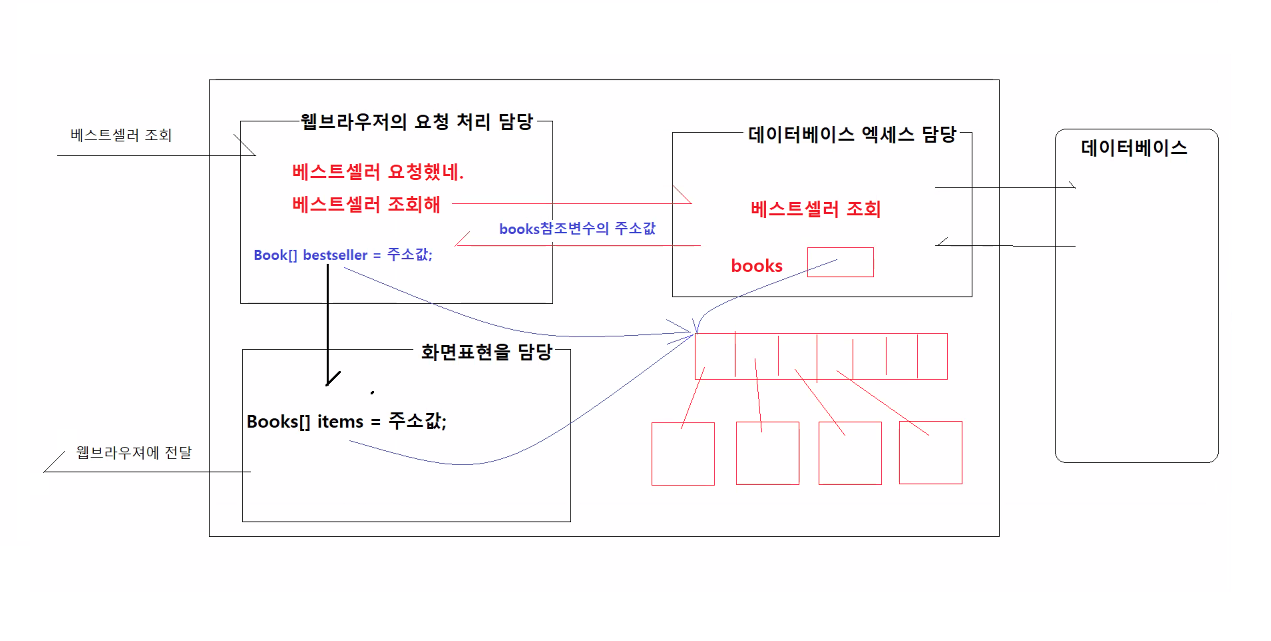 베스트셀러 조회
웹브라우저의 요청 처리 담당
베스트셀러 요청했네.
베스트셀러 조회해
Book[] bestseller = 주소값;
books참조변수의 주소값
데이터베이스 엑세스 담당
베스트셀러 조회
books
데이터베이스
화면표현을 담당
Books[] items = 주소값;
웹브라우져에 전달